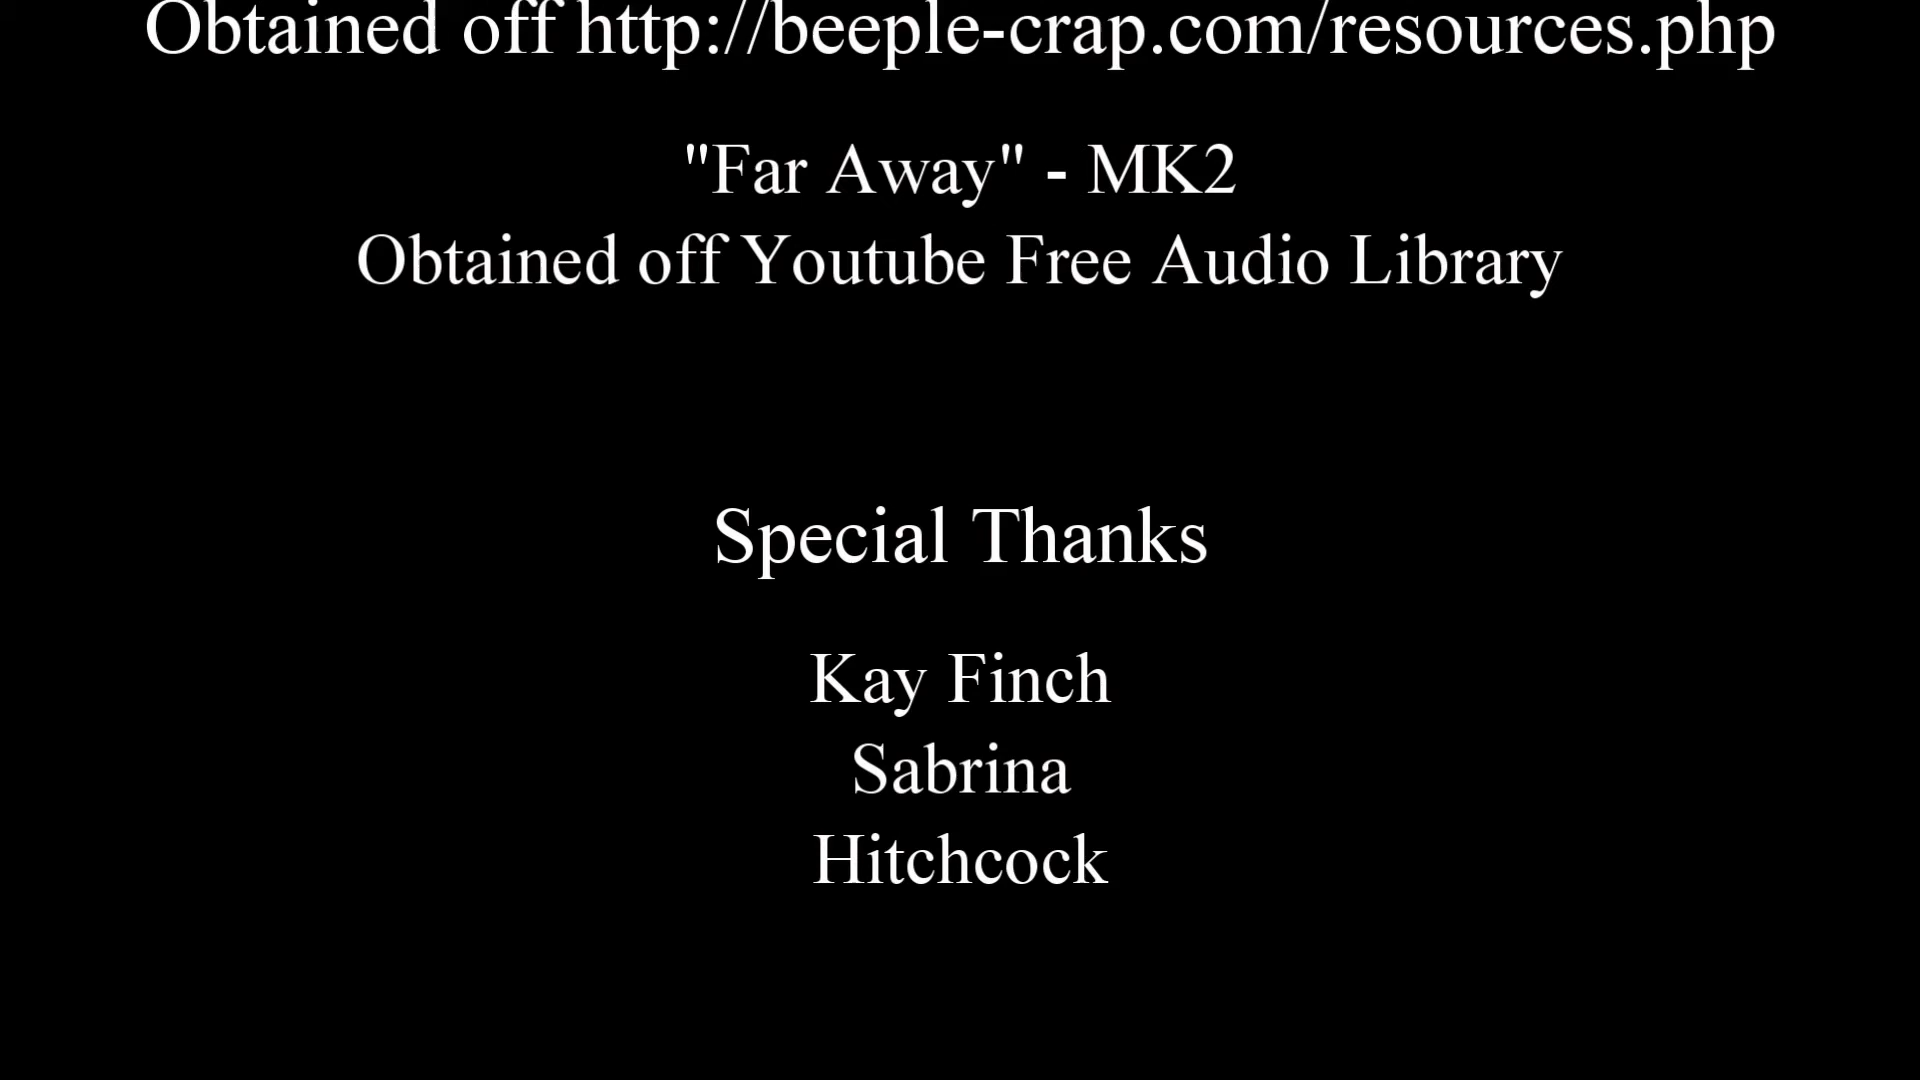 Obtained off http://beeple-crap.com/resources.php
"Far Away" - MK2
Obtained off Youtube Free Audio Library
Special Thanks
Kay Finch
Sabrina
Hitchcock